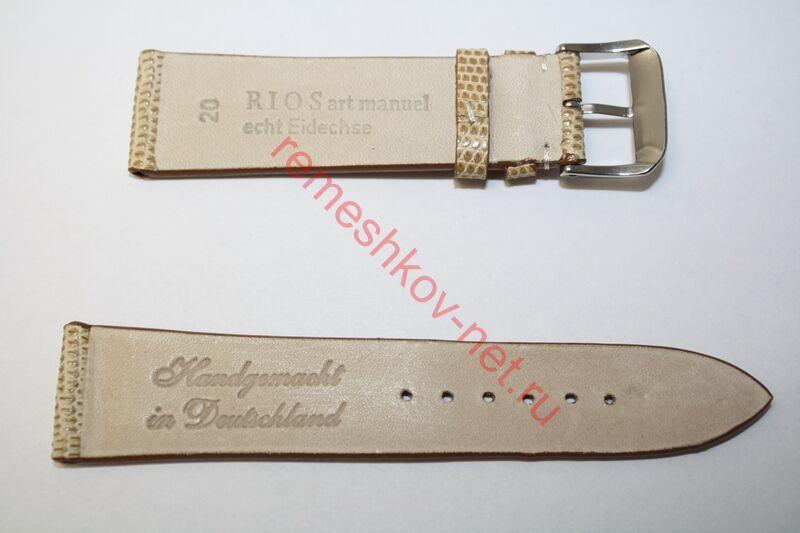 20
RIOS art manuel
echt Eidechse
remeshkov-net.ru
Handgemacht
in Deutschland